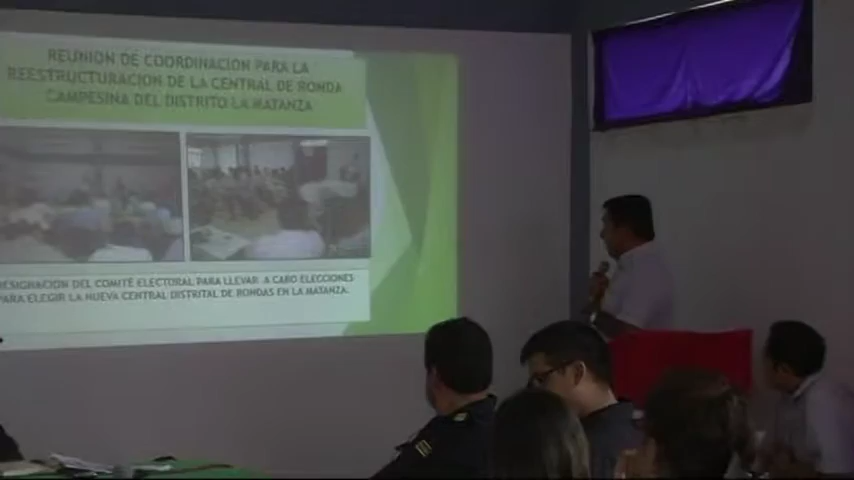 REUNION DE COORDINACION PARA LA
REESTRUCTURACION DE LA CENTRAL DE RONDA
CAMPESINA DEL DISTRITO LA MATANZA
DESIGNACION DEL COMITÉ ELECTORAL PARA LLEVAR A CABO ELECCIONES
PARA ELEGIR LA NUEVA CENTRAL DISTRITAL DE RONDAS EN LA MATANZA.